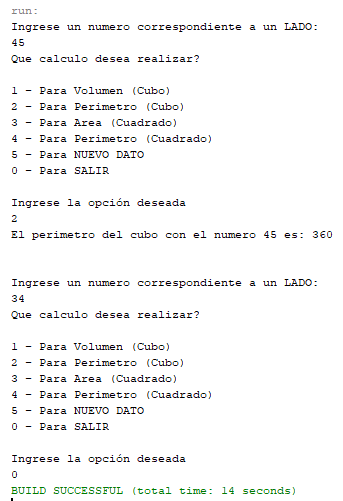 run:
Ingrese un numero correspondiente a un LADO:
45
Que calculo desea realizar?
1 - Para Volumen (Cubo)
2 - Para Perimetro (Cubo)
3 - Para Area (Cuadrado)
4 - Para Perimetro (Cuadrado)
5 - Para NUEVO DATO
0 - Para SALIR
Ingrese la opción deseada
2
El perimetro del cubo con el numero 45 es: 360
Ingrese un numero correspondiente a un LADO:
34
Que calculo desea realizar?
1 - Para Volumen (Cubo)
2 - Para Perimetro (Cubo)
3 - Para Area (Cuadrado)
4 - Para Perimetro (Cuadrado)
5 - Para NUEVO DATO
0 - Para SALIR
Ingrese la opción deseada
0
BUILD SUCCESSFUL (total time: 14 seconds)